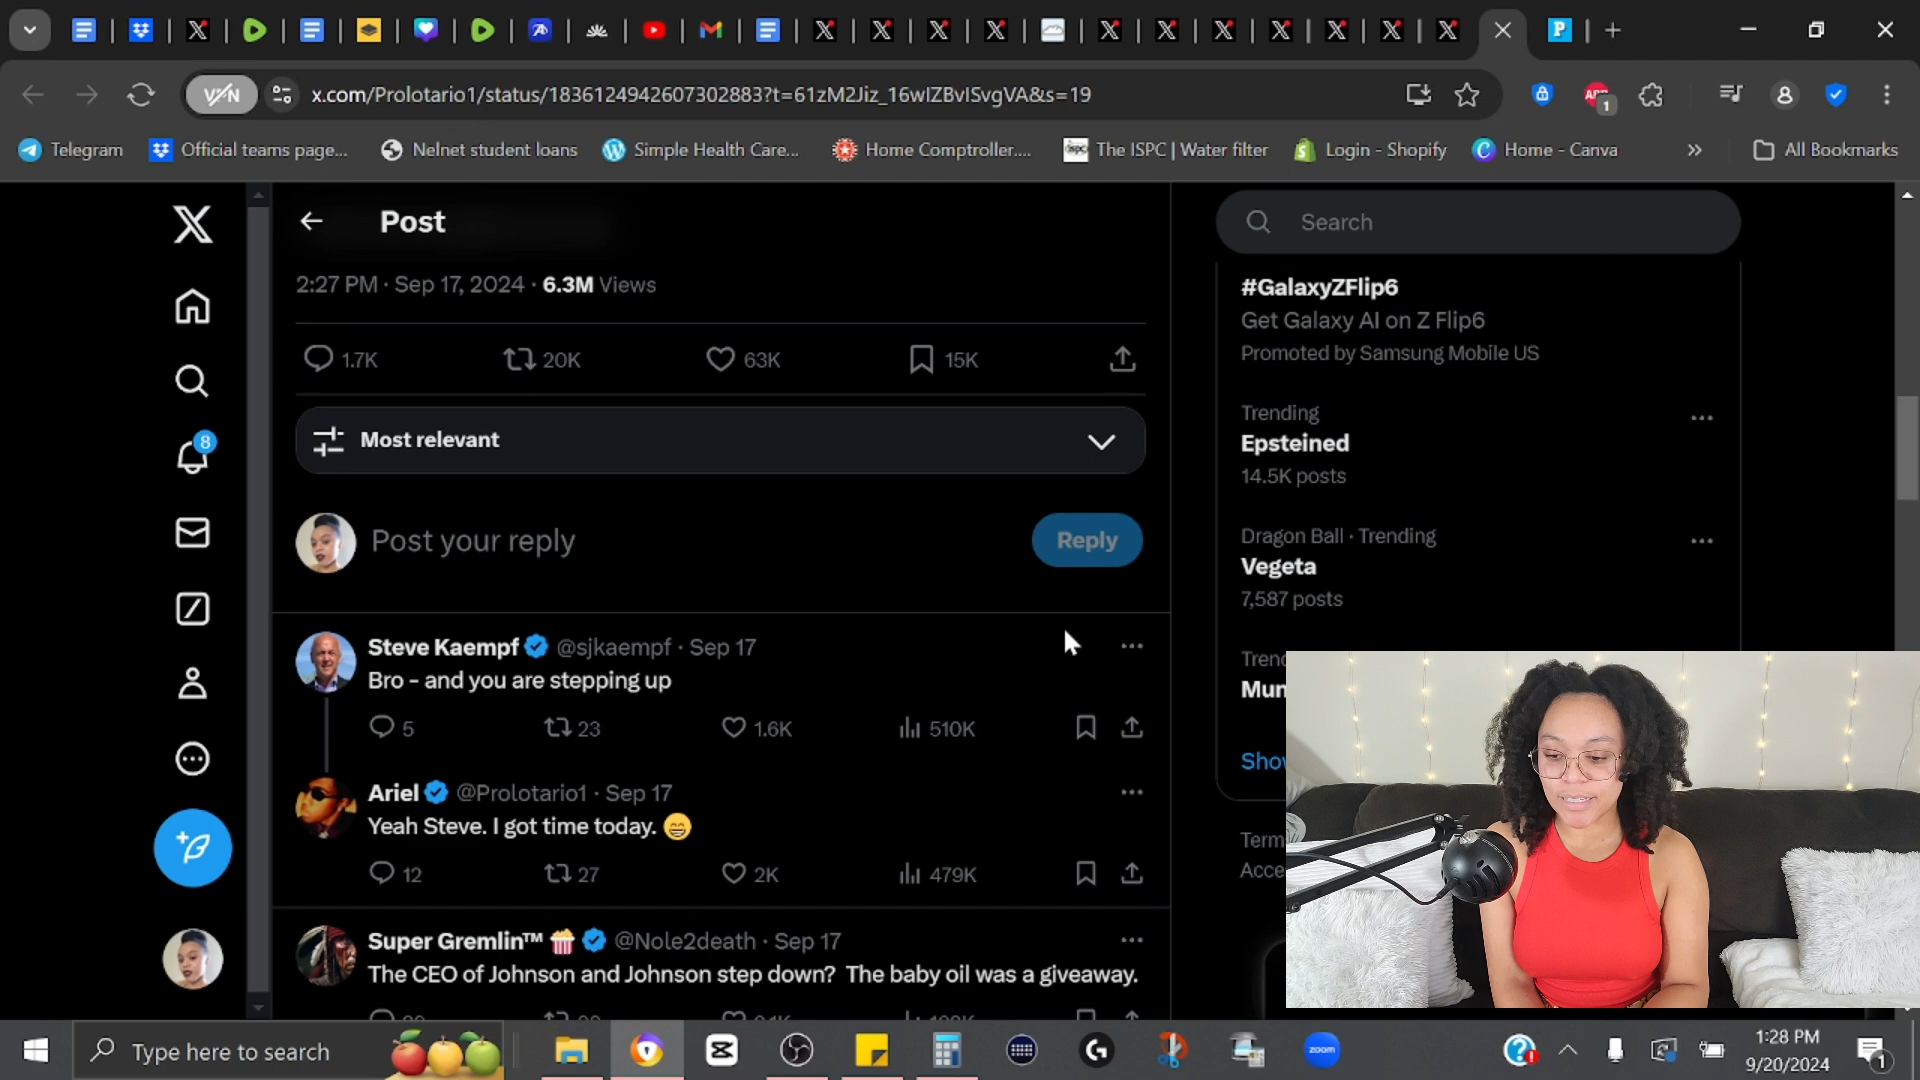 VPN
x.com/Prolotario1/status/1836124942607302883?t=61zM2Jiz_16wIZBvISvgVA&s=19
1
Telegram
Official teams page...
Nelnet student loans
Simple Health Care...
Home Comptroller....
The ISPC | Water filter
Login - Shopify
Home - Canva
All Bookmarks
Post
Search
2:27 PM · Sep 17, 2024 · 6.3M Views
1.7K
20K
63K
15K
#GalaxyZFlip6
Get Galaxy AI on Z Flip6
Promoted by Samsung Mobile US
Most relevant
Trending
Epsteined
14.5K posts
8
Post your reply
Reply
Dragon Ball · Trending
Vegeta
7,587 posts
Steve Kaempf @sjkaempf · Sep 17
Bro - and you are stepping up
5
23
1.6K
510K
Ariel @Prolotario1 · Sep 17
Yeah Steve. I got time today. 😁
12
27
2K
479K
Super Gremlin™ 🍿 @Nole2death · Sep 17
The CEO of Johnson and Johnson step down? The baby oil was a giveaway.
Type here to search
zoom
1:28 PM
9/20/2024
1